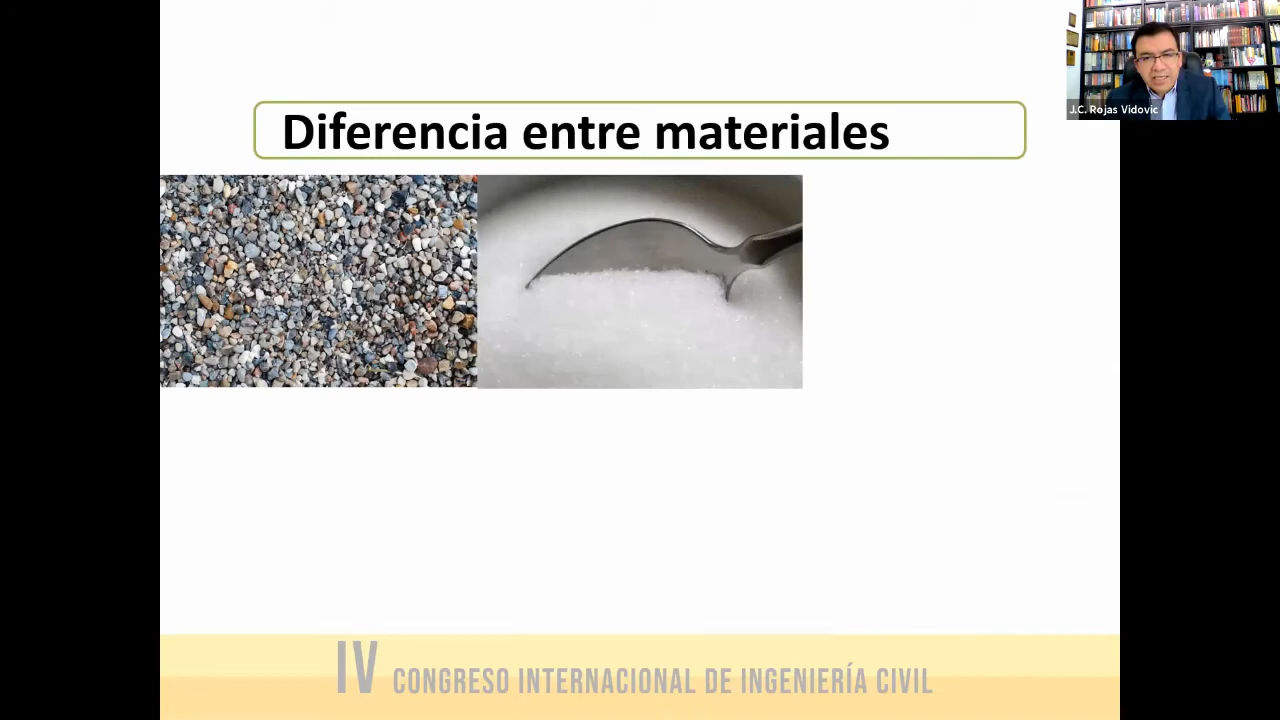 Diferencia entre materiales
J.C. Rojas Vidovic
IV CONGRESO INTERNACIONAL DE INGENIERÍA CIVIL